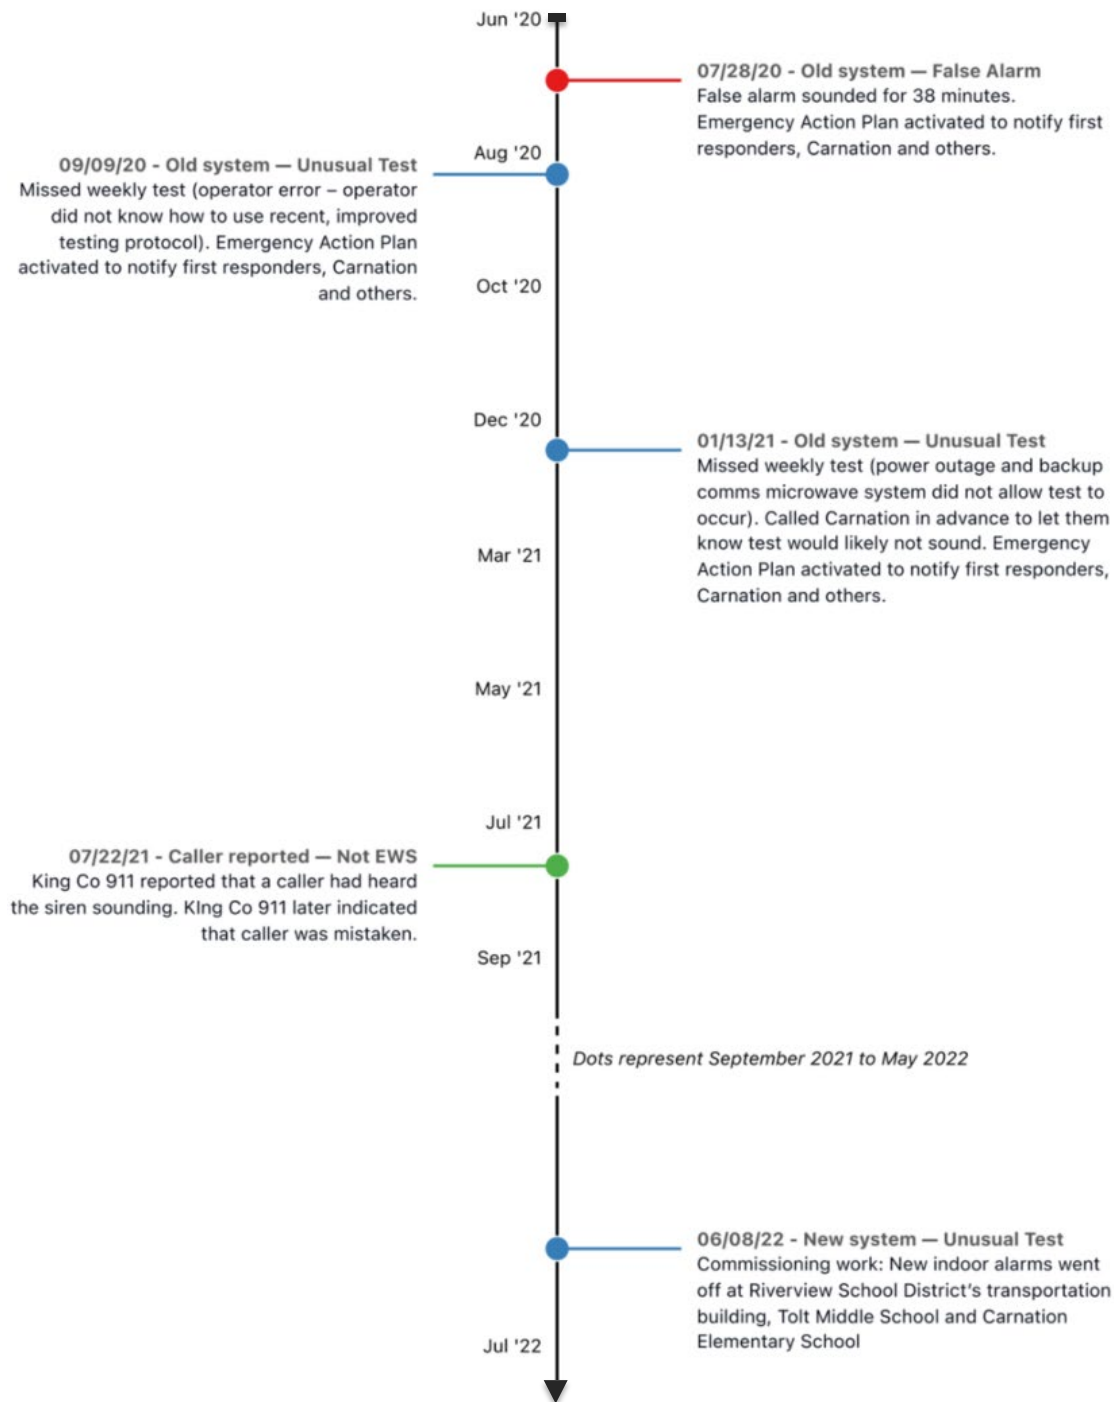 Jun '20
07/28/20 - Old system — False Alarm
False alarm sounded for 38 minutes.
Emergency Action Plan activated to notify first
responders, Carnation and others.
Aug '20
09/09/20 - Old system — Unusual Test
Missed weekly test (operator error – operator
did not know how to use recent, improved
testing protocol). Emergency Action Plan
activated to notify first responders, Carnation
and others.
Oct '20
Dec '20
01/13/21 - Old system — Unusual Test
Missed weekly test (power outage and backup
comms microwave system did not allow test to
occur). Called Carnation in advance to let them
know test would likely not sound. Emergency
Action Plan activated to notify first responders,
Carnation and others.
Mar '21
May '21
Jul '21
07/22/21 - Caller reported — Not EWS
King Co 911 reported that a caller had heard
the siren sounding. KIng Co 911 later indicated
that caller was mistaken.
Sep '21
Dots represent September 2021 to May 2022
06/08/22 - New system — Unusual Test
Commissioning work: New indoor alarms went
off at Riverview School District's transportation
building, Tolt Middle School and Carnation
Elementary School
Jul '22